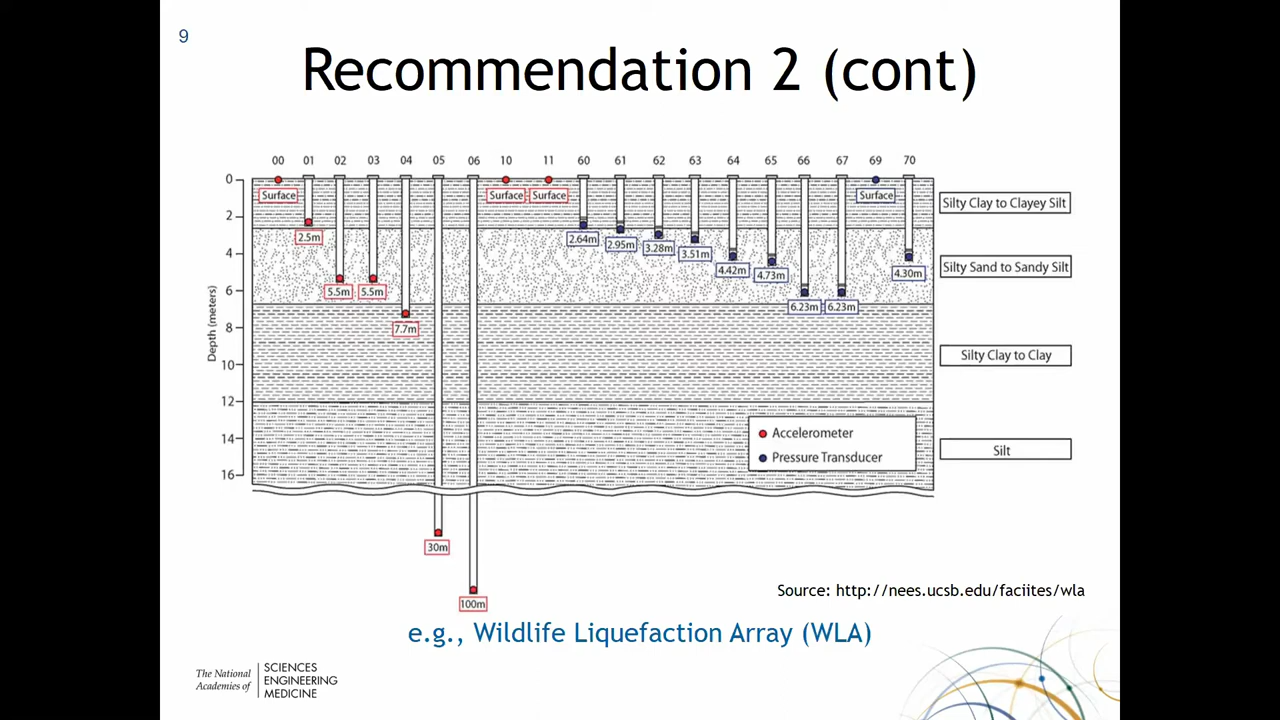 9
Recommendation 2 (cont)
00 01 02 03 04 05 06 10 11 60 61 62 63 64 65 66 67 69 70
0
2
4
6
8
10
12
14
16
Depth (meters)
Surface
2.5m
5.5m
5.5m
7.7m
30m
100m
Surface
Surface
2.64m
2.95m
3.28m
3.51m
4.42m
4.73m
6.23m
6.23m
Surface
4.30m
Silty Clay to Clayey Silt
Silty Sand to Sandy Silt
Silty Clay to Clay
Silt
Accelerometer
Pressure Transducer
Source: http://nees.ucsb.edu/faciites/wla
e.g., Wildlife Liquefaction Array (WLA)
The National
Academies of
SCIENCES
ENGINEERING
MEDICINE